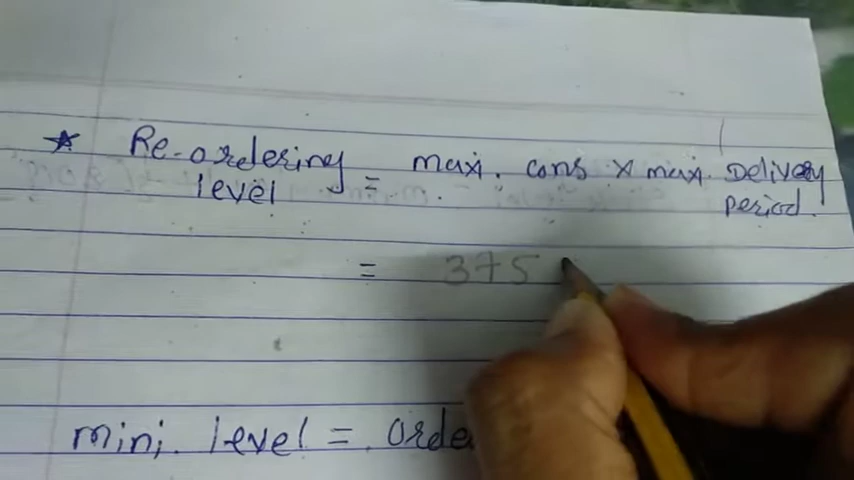 ★ Re-ordering level = maxi. cons x maxi. Delivery period.
= 375
mini. level = orde